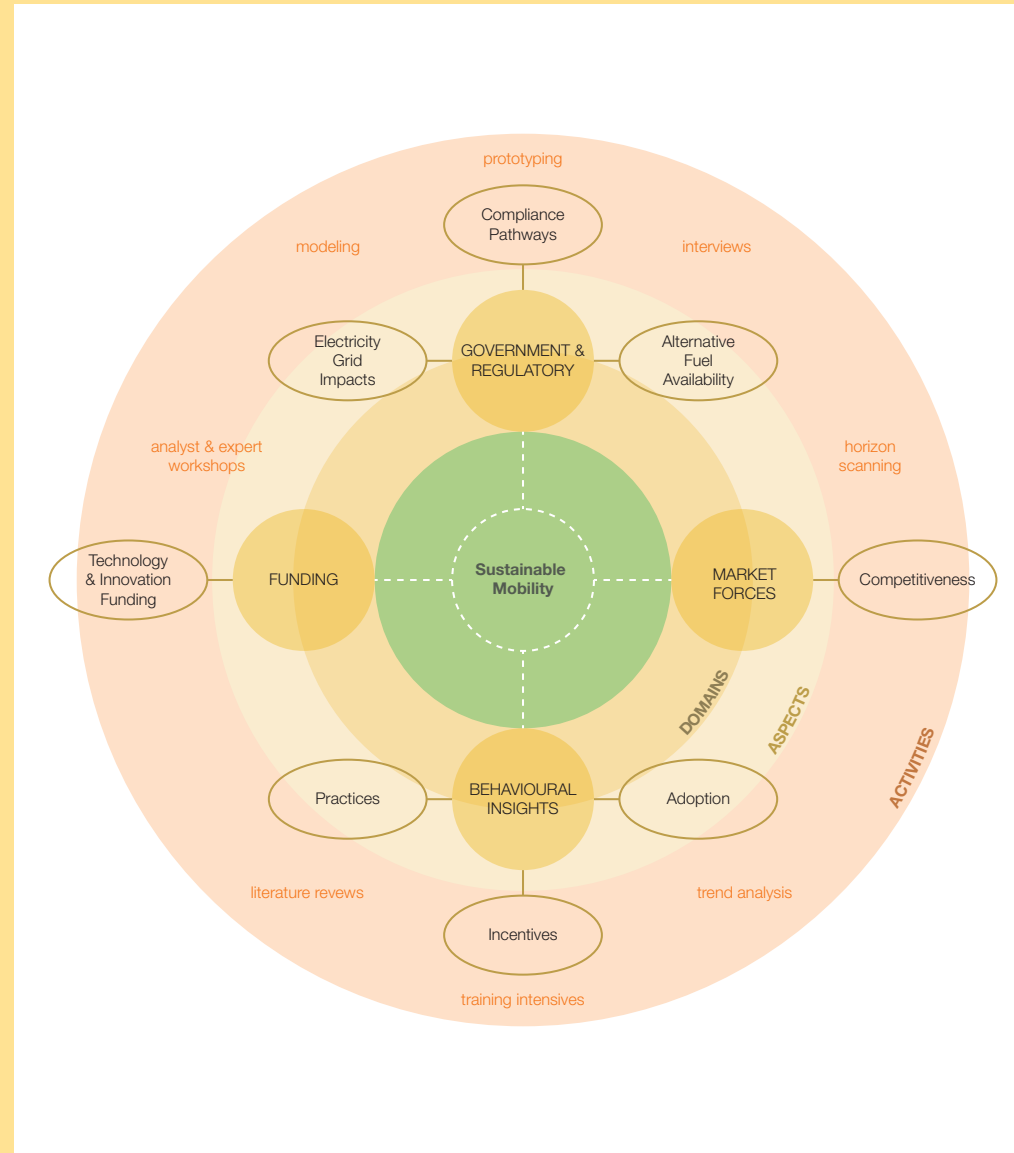 prototyping
Compliance
Pathways
modeling
interviews
Electricity
Grid
Impacts
GOVERNMENT &
REGULATORY
Alternative
Fuel
Availability
analyst & expert
workshops
horizon
scanning
Technology
& Innovation
Funding
FUNDING
Sustainable
Mobility
MARKET
FORCES
Competitiveness
DOMAINS
ASPECTS
ACTIVITIES
Practices
BEHAVIOURAL
INSIGHTS
Adoption
literature revews
trend analysis
Incentives
training intensives